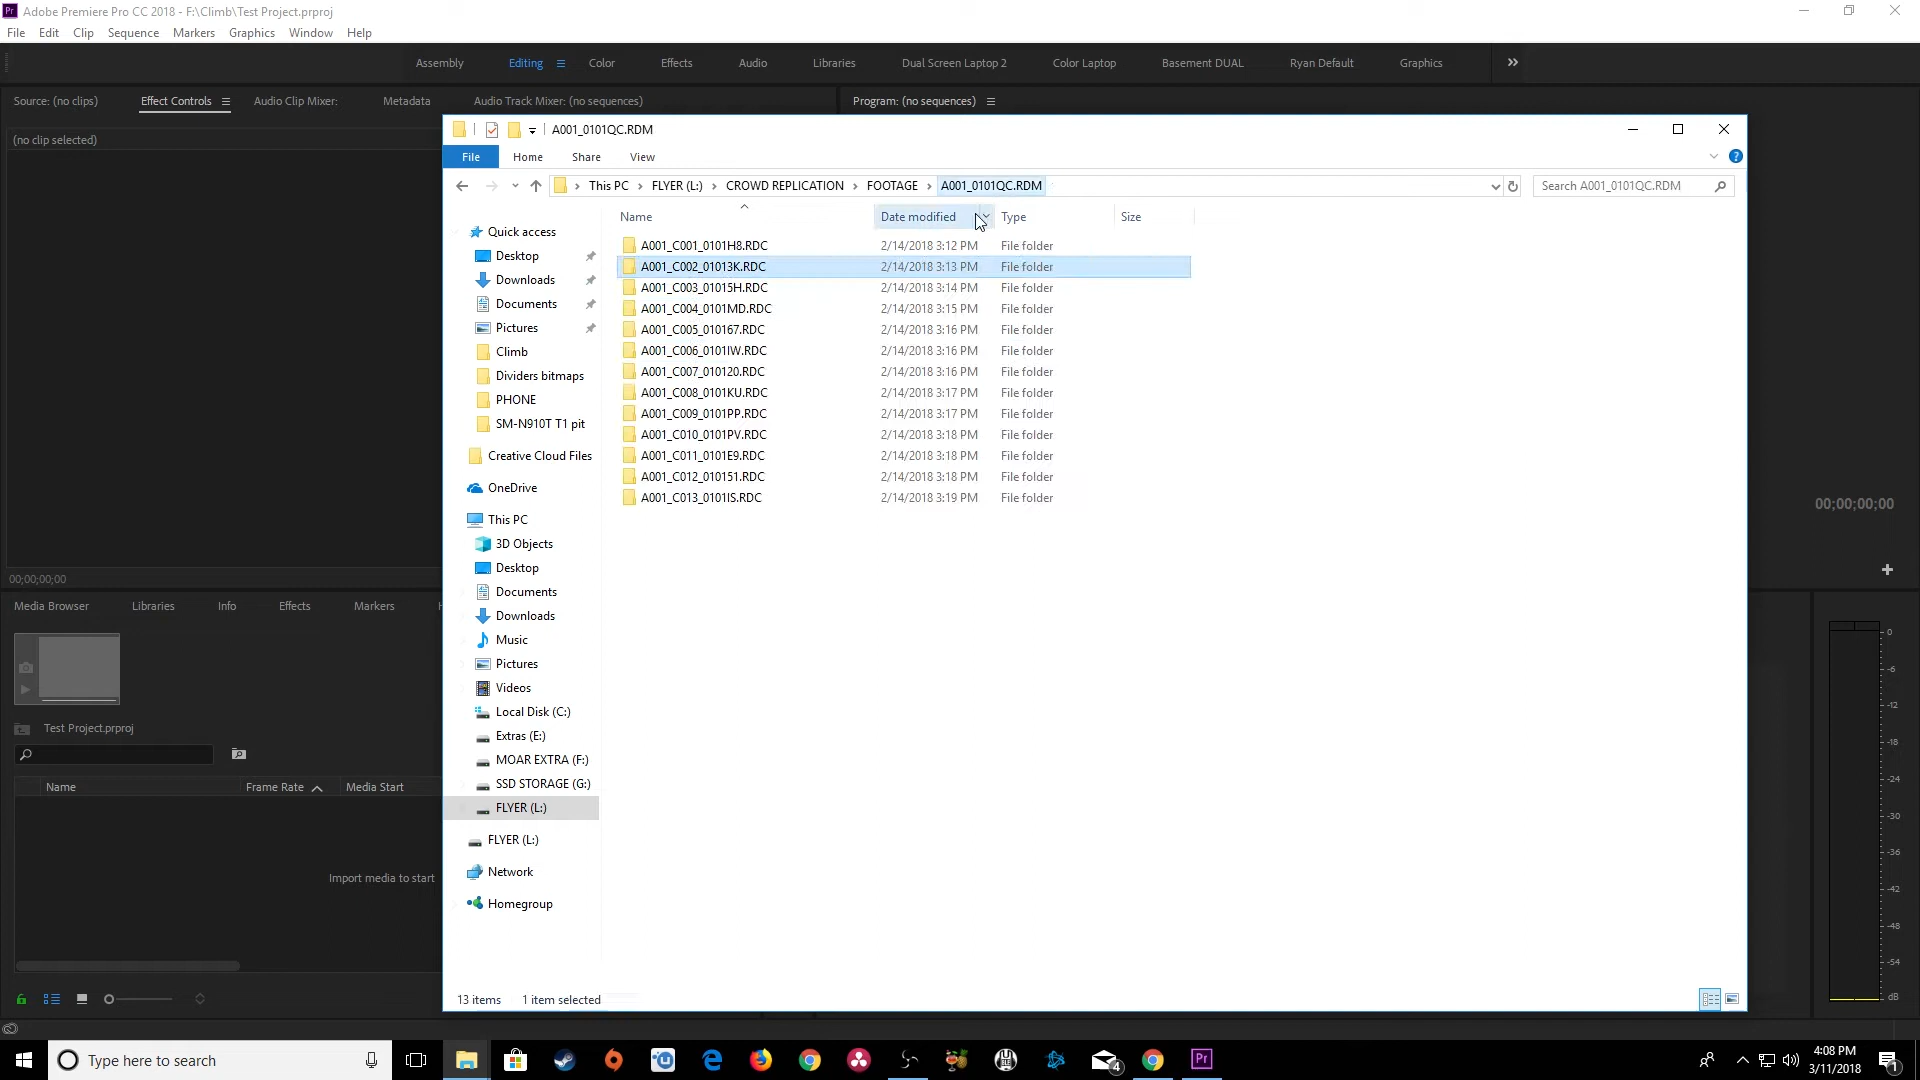 Adobe Premiere Pro CC 2018 - F:\Climb\Test Project.prproj
File Edit Clip Sequence Markers Graphics Window Help
Assembly Editing Color Effects Audio Libraries Dual Screen Laptop 2 Color Laptop Basement DUAL Ryan Default Graphics
Source: (no clips) Effect Controls Audio Clip Mixer: Metadata Audio Track Mixer: (no sequences) Program: (no sequences)
(no clip selected)
A001_0101QC.RDM
File Home Share View
This PC FLYER (L:) CROWD REPLICATION FOOTAGE A001_0101QC.RDM Search A001_0101QC.RDM
Name Date modified Type Size
A001_C001_0101H8.RDC 2/14/2018 3:12 PM File folder
A001_C002_01013K.RDC 2/14/2018 3:13 PM File folder
A001_C003_01015H.RDC 2/14/2018 3:14 PM File folder
A001_C004_0101MD.RDC 2/14/2018 3:15 PM File folder
A001_C005_010167.RDC 2/14/2018 3:16 PM File folder
A001_C006_0101IW.RDC 2/14/2018 3:16 PM File folder
A001_C007_010120.RDC 2/14/2018 3:16 PM File folder
A001_C008_0101KU.RDC 2/14/2018 3:17 PM File folder
A001_C009_0101PP.RDC 2/14/2018 3:17 PM File folder
A001_C010_0101PV.RDC 2/14/2018 3:18 PM File folder
A001_C011_0101E9.RDC 2/14/2018 3:18 PM File folder
A001_C012_010151.RDC 2/14/2018 3:18 PM File folder
A001_C013_0101IS.RDC 2/14/2018 3:19 PM File folder
Quick access
Desktop
Downloads
Documents
Pictures
Climb
Dividers bitmaps
PHONE
SM-N910T T1 pit
Creative Cloud Files
OneDrive
This PC
3D Objects
Desktop
Documents
Downloads
Music
Pictures
Videos
Local Disk (C:)
Extras (E:)
MOAR EXTRA (F:)
SSD STORAGE (G:)
FLYER (L:)
FLYER (L:)
Network
Homegroup
13 items 1 item selected
00;00;00;00
00;00;00;00
Media Browser Libraries Info Effects Markers
Test Project.prproj
Name Frame Rate Media Start
Import media to start
0
-6
-12
-18
-24
-30
-36
-42
-48
-54
dB
Type here to search
4
Pr
4:08 PM
3/11/2018
1